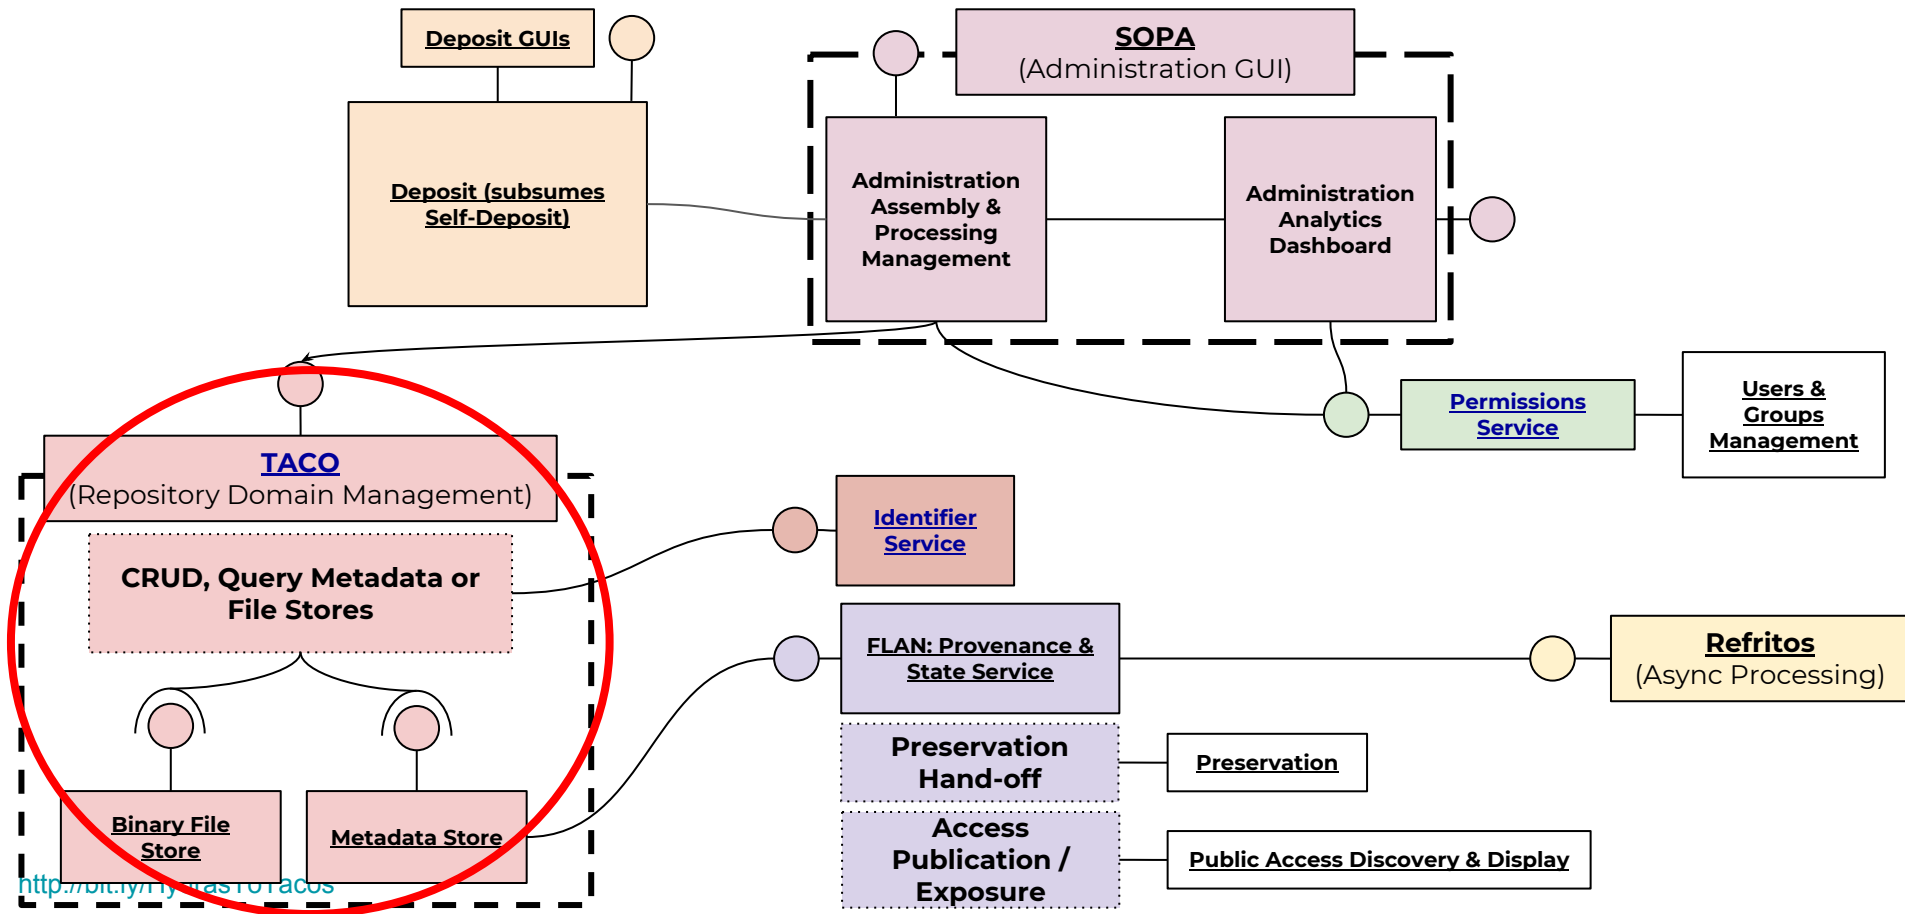 Deposit GUIs
SOPA
(Administration GUI)
Deposit (subsumes
Self-Deposit)
Administration
Assembly &
Processing
Management
Administration
Analytics
Dashboard
Permissions
Service
Users &
Groups
Management
TACO
(Repository Domain Management)
CRUD, Query Metadata or
File Stores
Identifier
Service
FLAN: Provenance &
State Service
Refritos
(Async Processing)
Preservation
Hand-off
Preservation
Binary File
Store
Metadata Store
Access
Publication /
Exposure
Public Access Discovery & Display